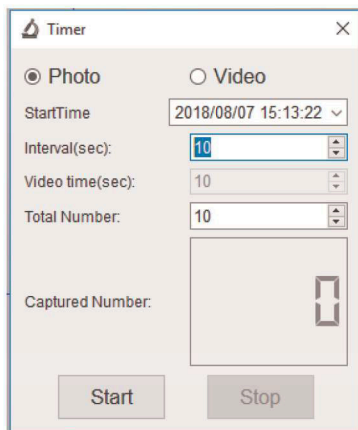 Timer
Photo Video
StartTime 2018/08/07 15:13:22
Interval(sec): 10
Video time(sec): 10
Total Number: 10
Captured Number: 0
Start Stop